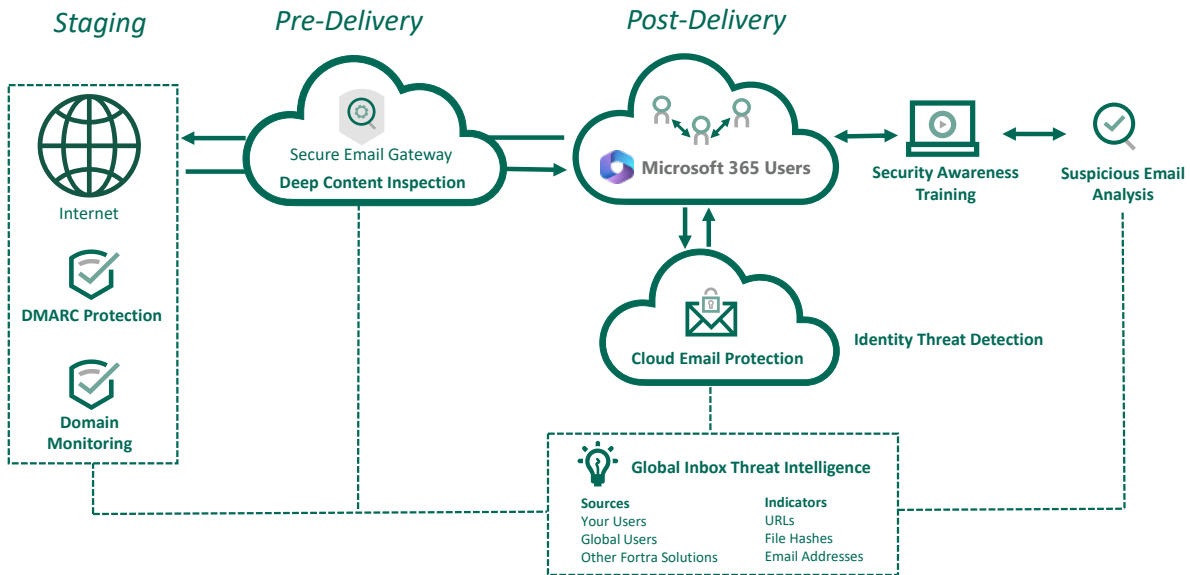 Staging
Pre-Delivery
Post-Delivery
Internet
DMARC Protection
Domain
Monitoring
Secure Email Gateway
Deep Content Inspection
Microsoft 365 Users
Security Awareness
Training
Suspicious Email
Analysis
Cloud Email Protection
Identity Threat Detection
Global Inbox Threat Intelligence
Sources
Your Users
Global Users
Other Fortra Solutions
Indicators
URLs
File Hashes
Email Addresses